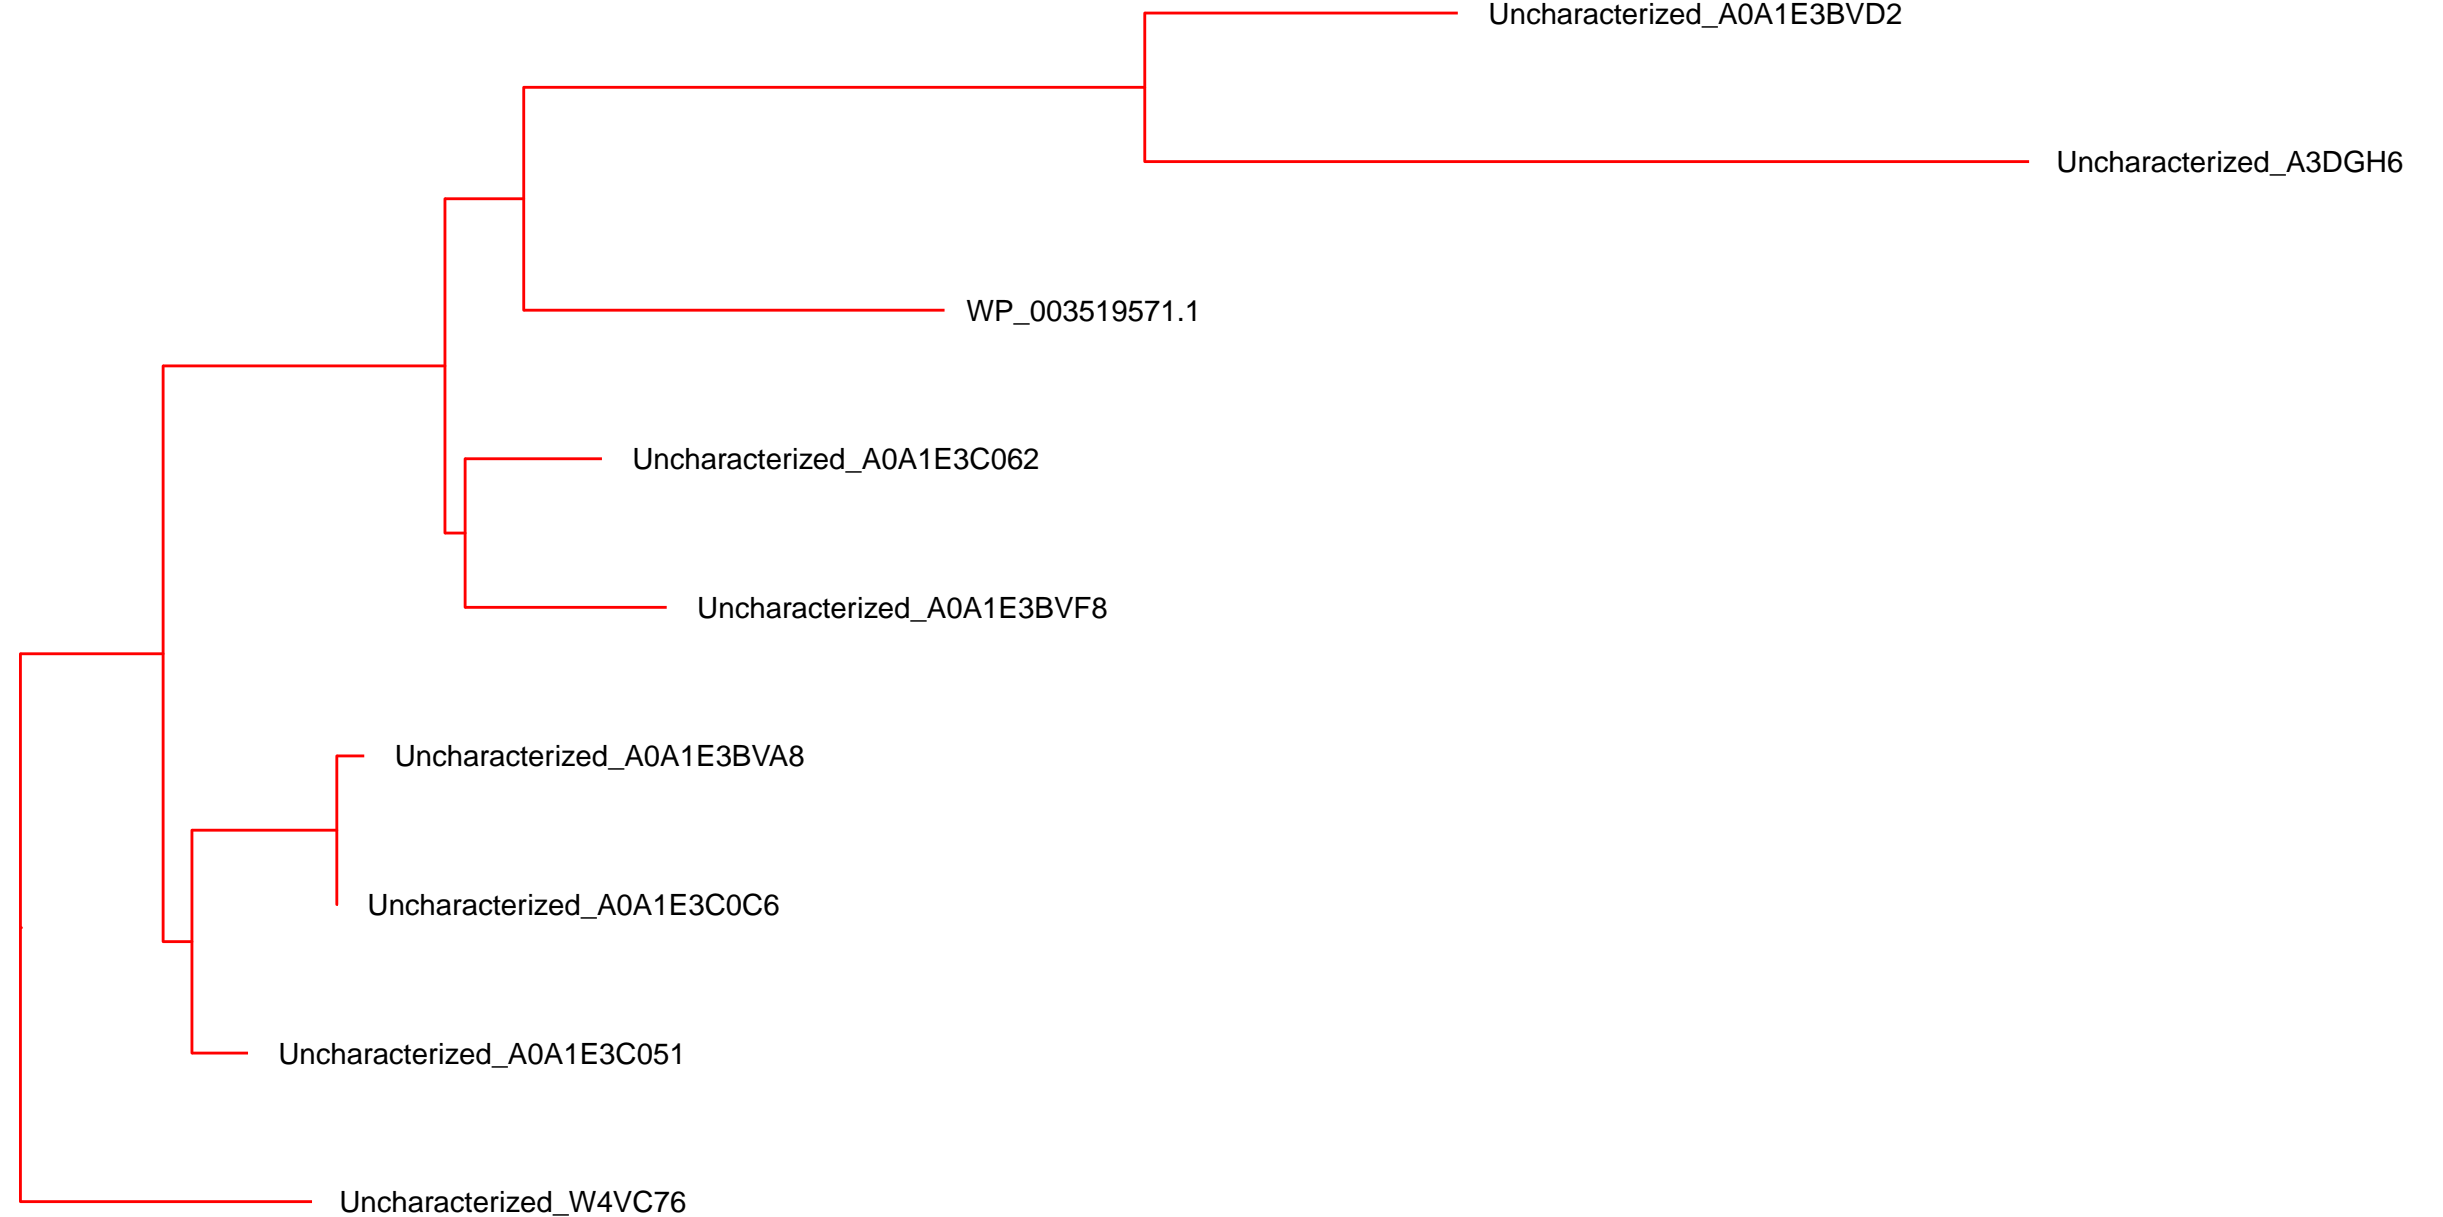 Uncharacterized_A0A1E3BVD2
Uncharacterized_A3DGH6
WP_003519571.1
Uncharacterized_A0A1E3C062
Uncharacterized_A0A1E3BVF8
Uncharacterized_A0A1E3BVA8
Uncharacterized_A0A1E3C0C6
Uncharacterized_A0A1E3C051
Uncharacterized_W4VC76